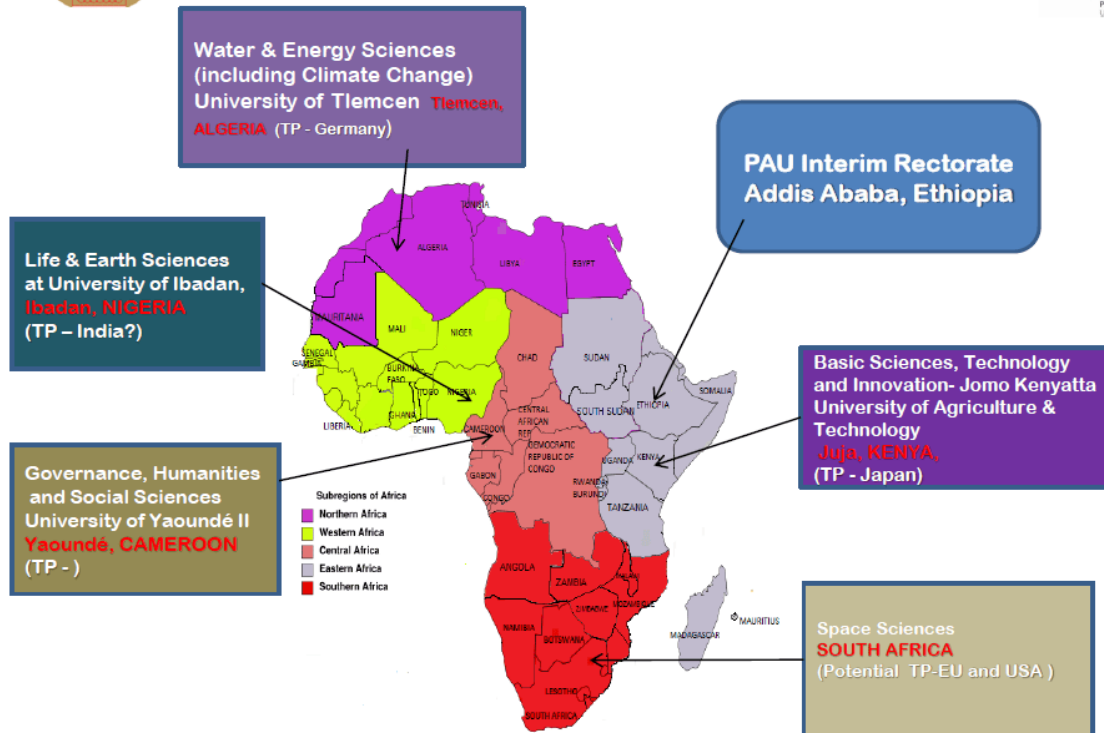 Water & Energy Sciences
(including Climate Change)
University of Tlemcen Tlemcen,
ALGERIA (TP - Germany)
PAU Interim Rectorate
Addis Ababa, Ethiopia
Life & Earth Sciences
at University of Ibadan,
Ibadan, NIGERIA
(TP – India?)
Basic Sciences, Technology
and Innovation- Jomo Kenyatta
University of Agriculture &
Technology
Juja, KENYA,
(TP - Japan)
Governance, Humanities
and Social Sciences
University of Yaoundé II
Yaoundé, CAMEROON
(TP - )
Space Sciences
SOUTH AFRICA
(Potential TP-EU and USA )
Subregions of Africa
Northern Africa
Western Africa
Central Africa
Eastern Africa
Southern Africa
TUNISIA
ALGERIA
LIBYA
EGYPT
MAURITAMA
MALI
NIGER
CHAD
SUDAN
SENEGAL
GAMBIA
BURKINA
FASO
TOGO
NIGERIA
GHANA
BENIN
LIBERIA
SOUTH SUDAN
ETHIOPIA
SOMALIA
CAMEROON
CENTRAL
AFRICAN
REP
DEMOCRATIC
REPUBLIC OF
CONGO
GABON
CONGO
UGANDA
KENYA
RWANDA
BURUNDI
TANZANIA
ANGOLA
ZAMBIA
MALAWI
MOZAMBIQUE
ZIMBABWE
NAMIBIA
BOTSWANA
MADAGASCAR
MAURITIUS
LESOTHO
SOUTH AFRICA